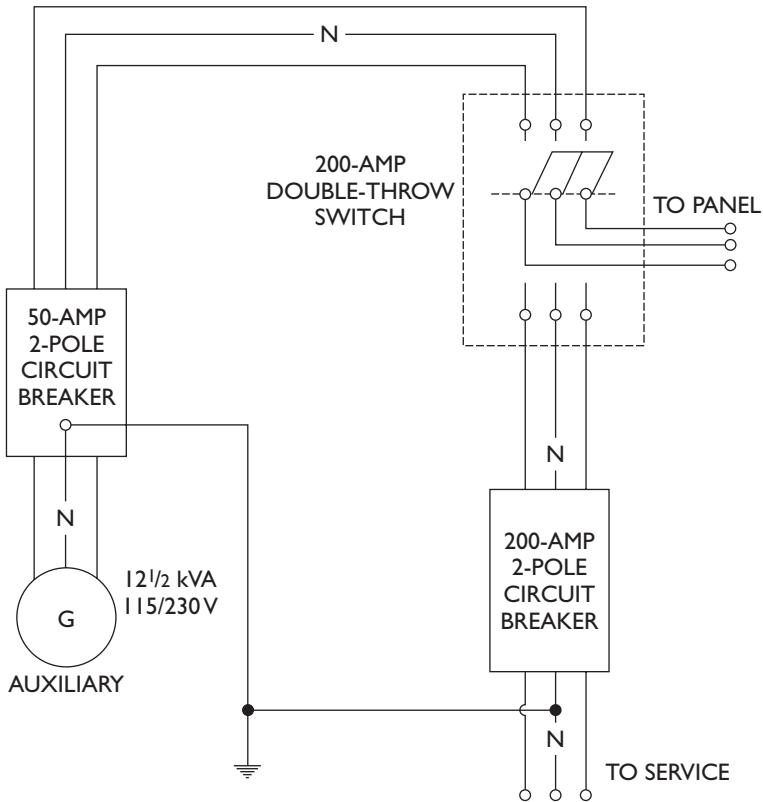 N
200-AMP
DOUBLE-THROW
SWITCH
TO PANEL
50-AMP
2-POLE
CIRCUIT
BREAKER
N
N
200-AMP
2-POLE
CIRCUIT
BREAKER
12 1/2 kVA
115/230 V
G
AUXILIARY
N
TO SERVICE